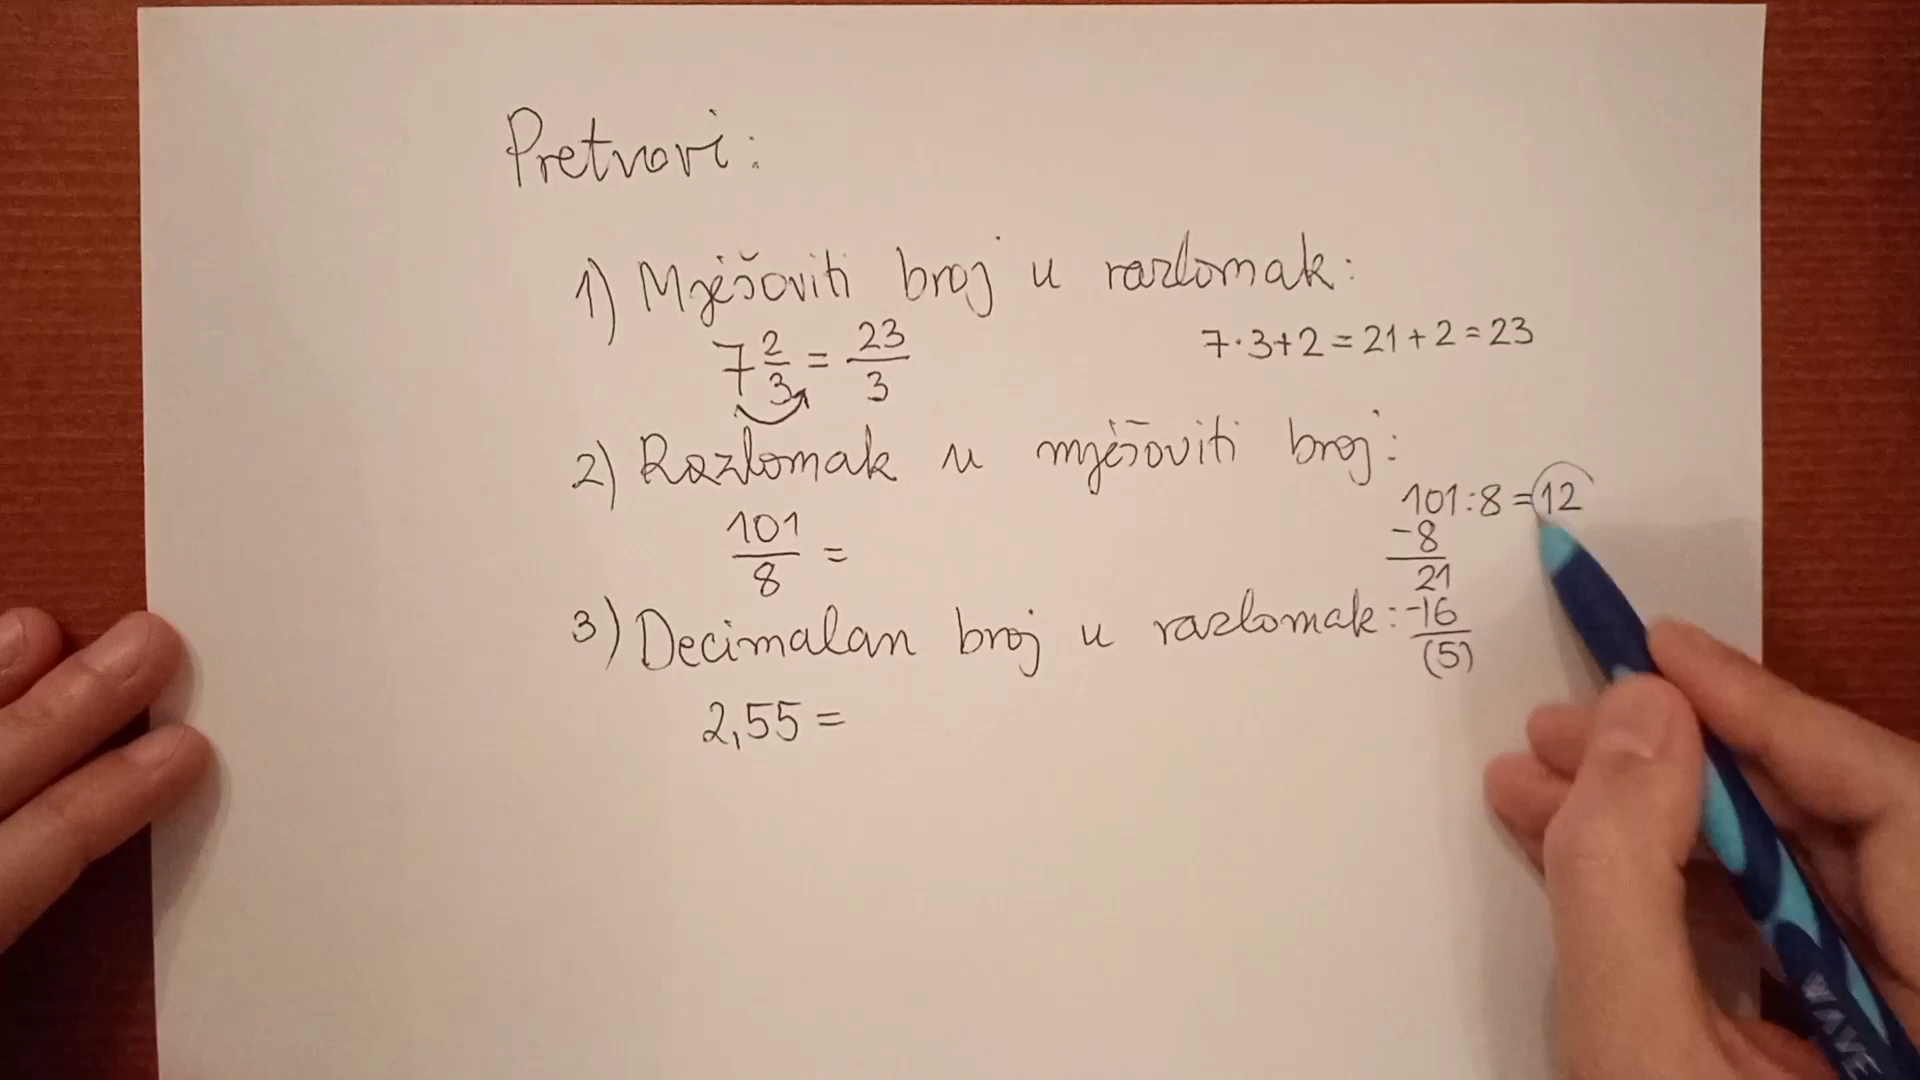 Pretvori:
1) Mješoviti broj u razlomak:
7 2/3 = 23/3
7·3+2=21+2=23
2) Razlomak u mješoviti broj:
101/8 =
101:8=12
-8
21
-16
(5)
3) Decimalan broj u razlomak:
2,55=
WAVE